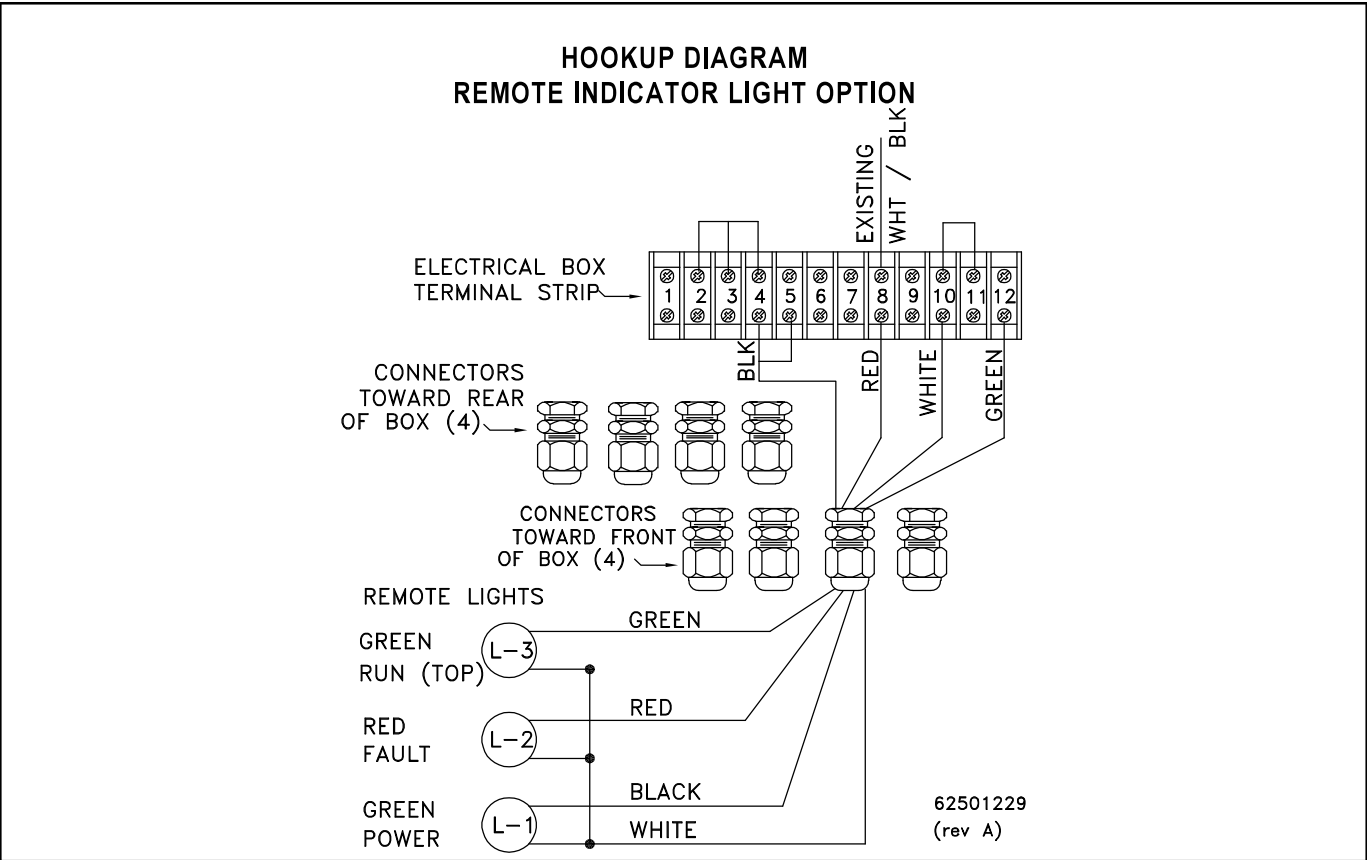 HOOKUP DIAGRAM
REMOTE INDICATOR LIGHT OPTION
EXISTING
WHT / BLK
ELECTRICAL BOX
TERMINAL STRIP
1 2 3 4 5 6 7 8 9 10 11 12
BLK
RED
WHITE
GREEN
CONNECTORS
TOWARD REAR
OF BOX (4)
CONNECTORS
TOWARD FRONT
OF BOX (4)
REMOTE LIGHTS
GREEN
RUN (TOP)
L-3
GREEN
RED
FAULT
L-2
RED
GREEN
POWER
L-1
BLACK
WHITE
62501229
(rev A)